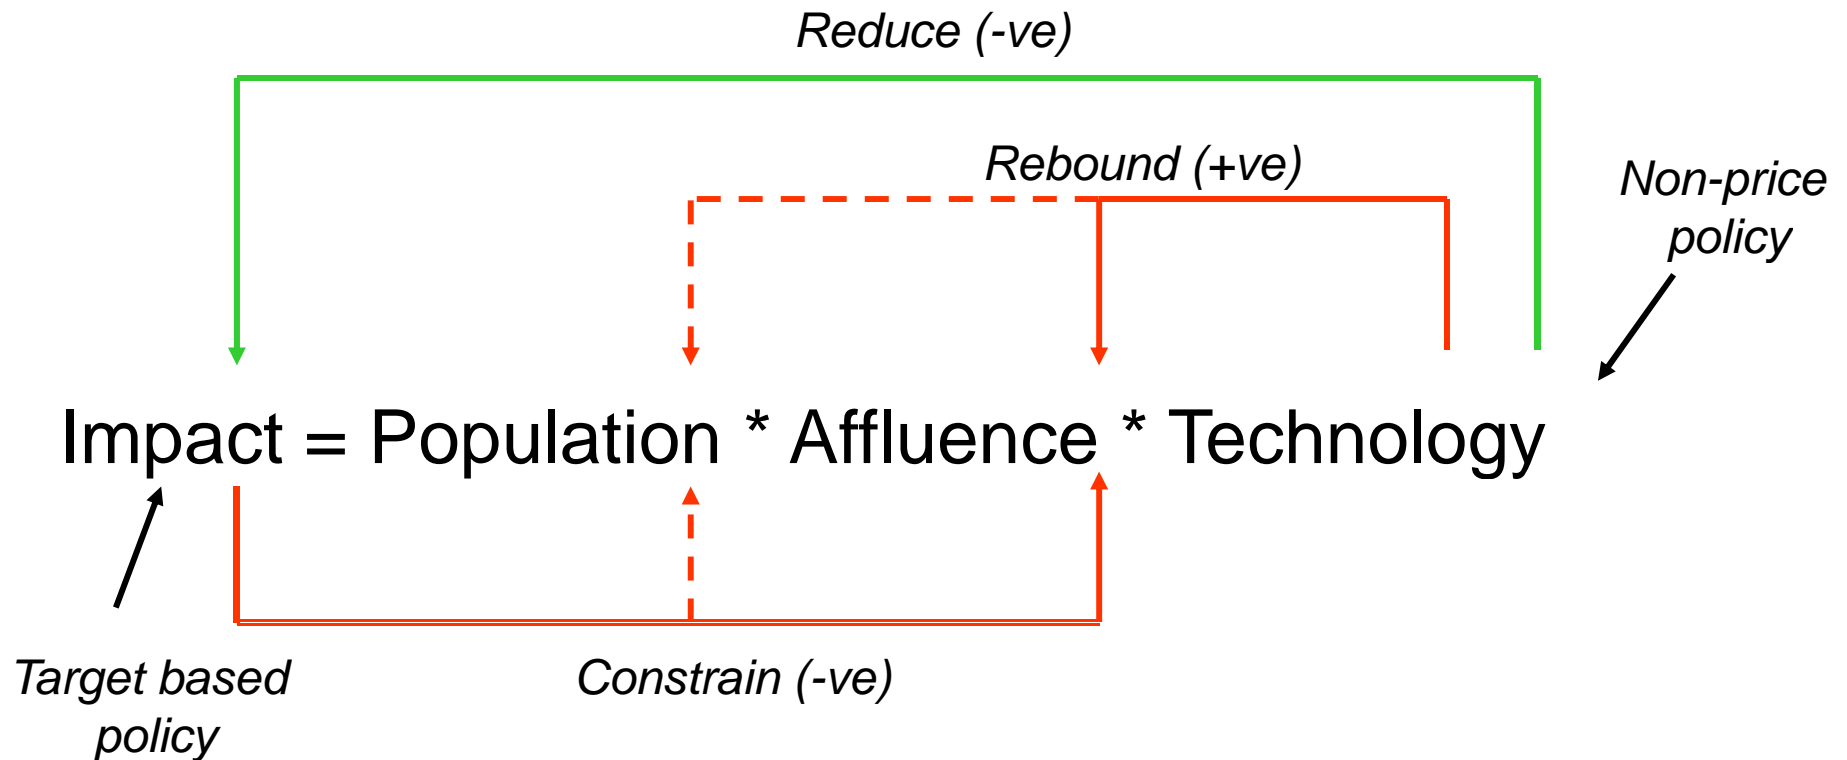 Reduce (-ve)
Rebound (+ve)
Non-price
policy
Impact = Population * Affluence * Technology
Target based
policy
Constrain (-ve)